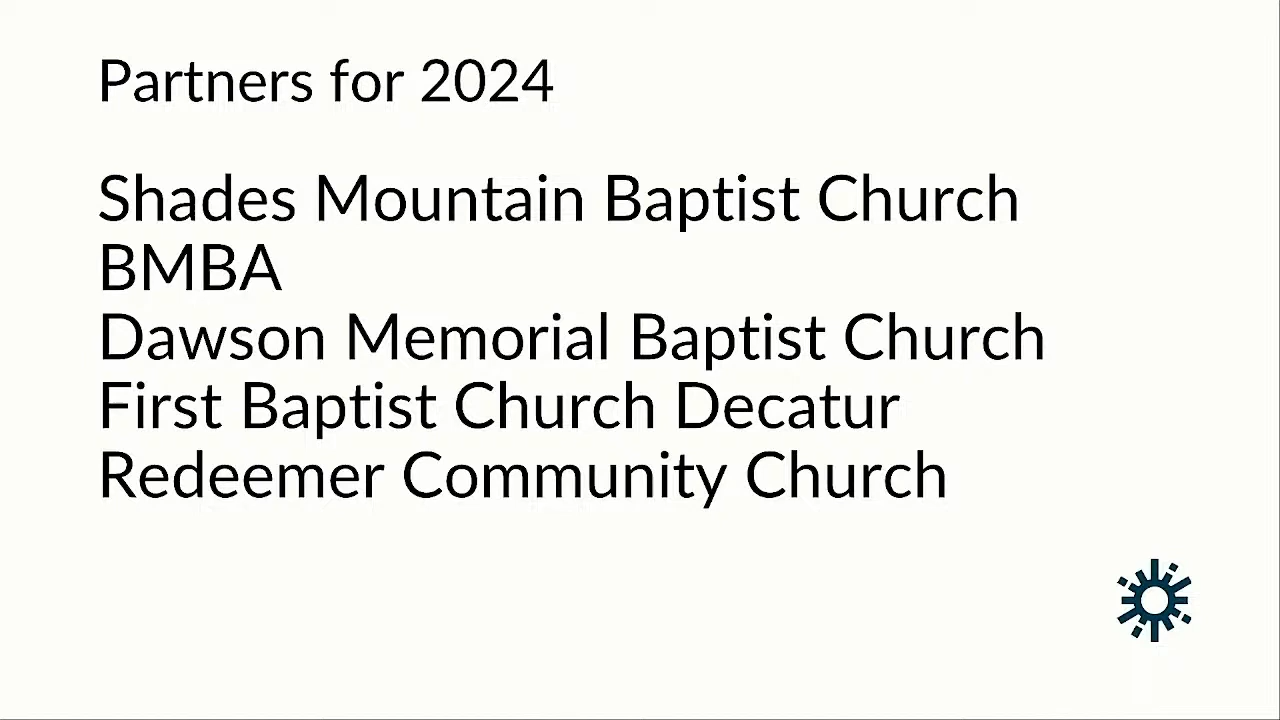 Partners for 2024
Shades Mountain Baptist Church
BMBA
Dawson Memorial Baptist Church
First Baptist Church Decatur
Redeemer Community Church